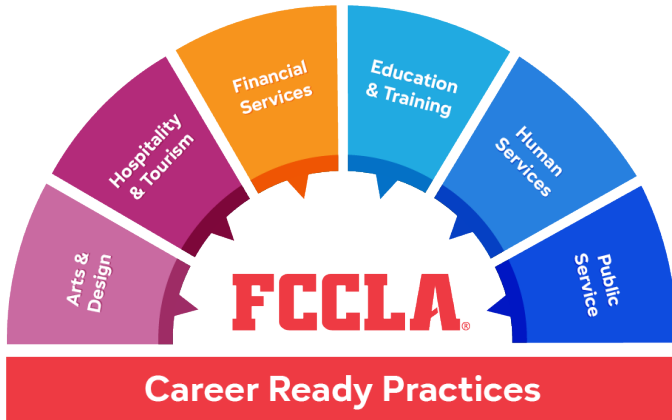 Arts &
Design
Hospitality
& Tourism
Financial
Services
Education
& Training
Human
Services
Public
Service
FCCLA®
Career Ready Practices